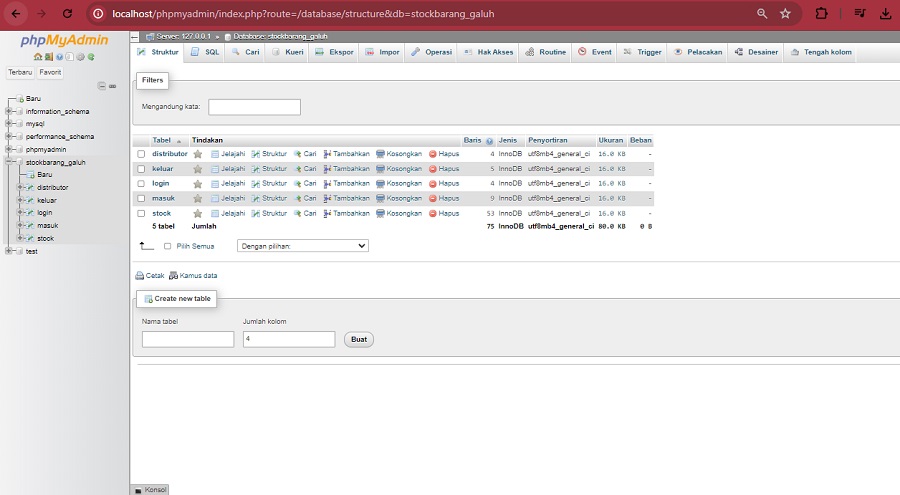 localhost/phpmyadmin/index.php?route=/database/structure&db=stockbarang_galuh
phpMyAdmin
Terbaru Favorit
Baru
information_schema
mysql
performance_schema
phpmyadmin
stockbarang_galuh
Baru
distributor
keluar
login
masuk
stock
test
Server: 127.0.0.1 » Database: stockbarang_galuh
Struktur SQL Cari Kueri Ekspor Impor Operasi Hak Akses Routine Event Trigger Pelacakan Desainer Tengah kolom
Filters
Mengandung kata:
Tabel Tindakan Baris Jenis Penyortiran Ukuran Beban
distributor Jelajahi Struktur Cari Tambahkan Kosongkan Hapus 4 InnoDB utf8mb4_general_ci 16.0 KB -
keluar Jelajahi Struktur Cari Tambahkan Kosongkan Hapus 5 InnoDB utf8mb4_general_ci 16.0 KB -
login Jelajahi Struktur Cari Tambahkan Kosongkan Hapus 4 InnoDB utf8mb4_general_ci 16.0 KB -
masuk Jelajahi Struktur Cari Tambahkan Kosongkan Hapus 9 InnoDB utf8mb4_general_ci 16.0 KB -
stock Jelajahi Struktur Cari Tambahkan Kosongkan Hapus 53 InnoDB utf8mb4_general_ci 16.0 KB -
5 tabel Jumlah 75 InnoDB utf8mb4_general_ci 80.0 KB 0 B
Pilih Semua Dengan pilihan:
Cetak Kamus data
Create new table
Nama tabel Jumlah kolom
4 Buat
Konsol